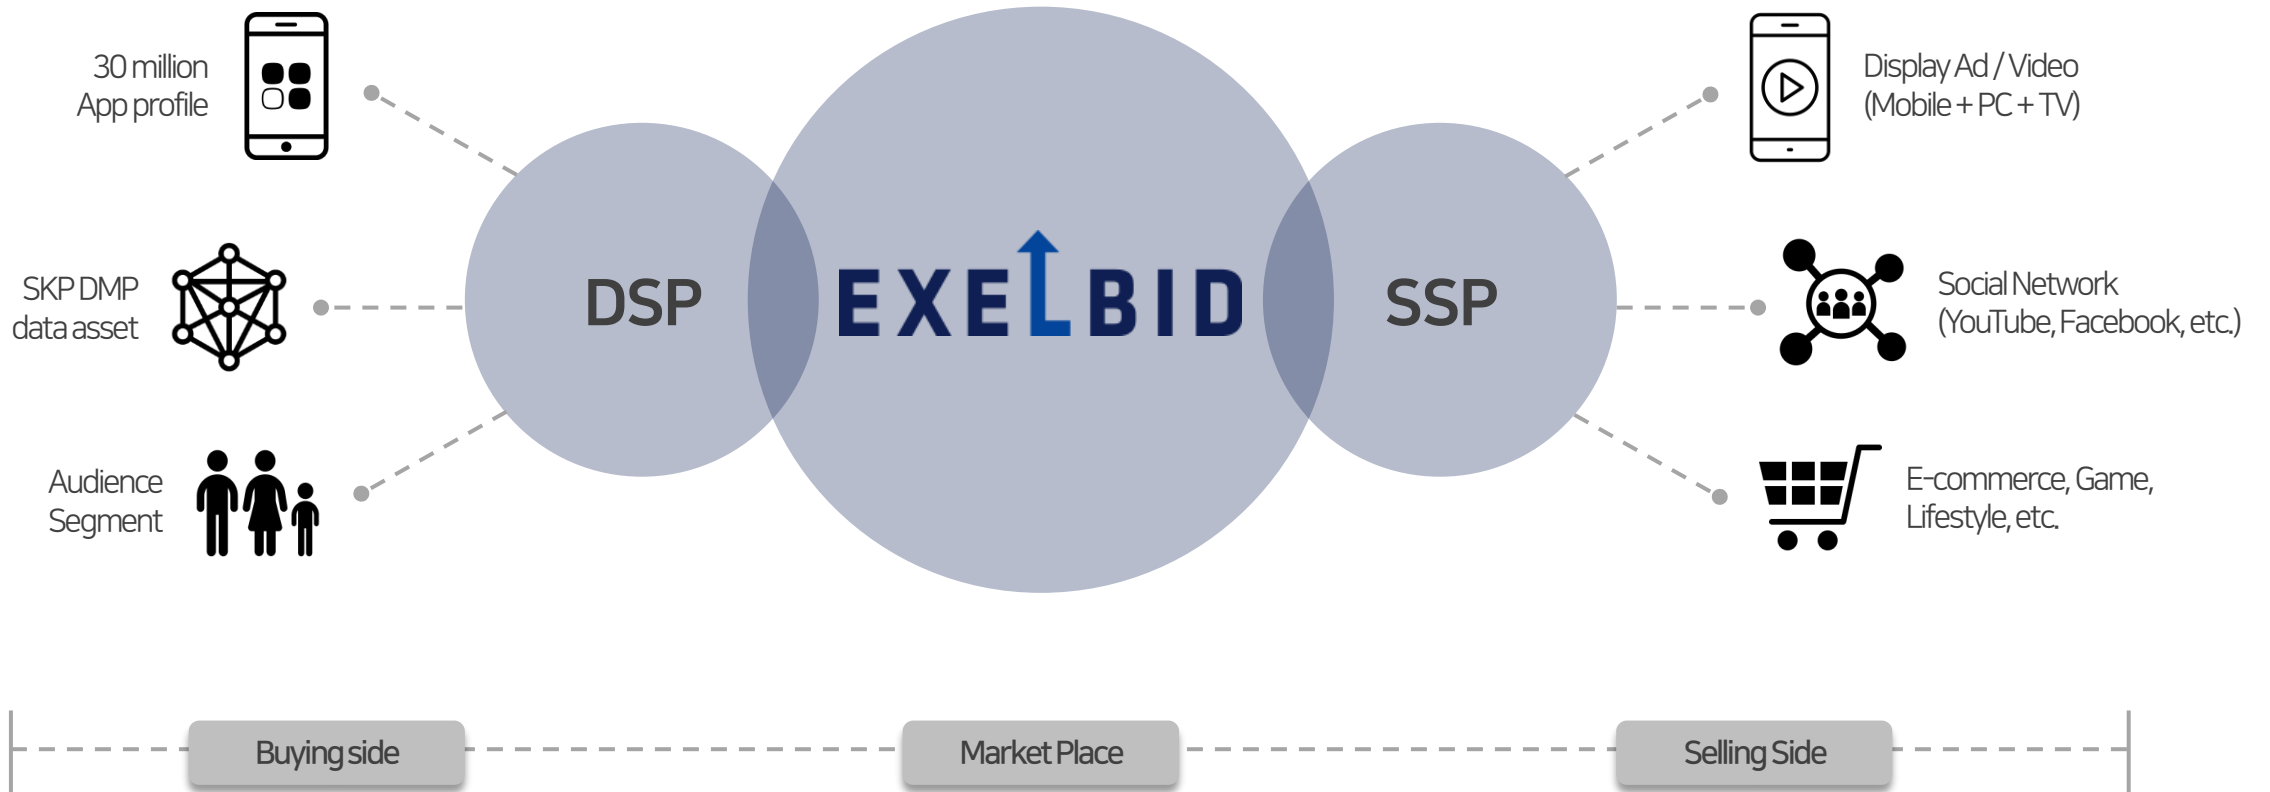 30 million
App profile
SKP DMP
data asset
Audience
Segment
DSP
EXELBID
SSP
Display Ad / Video
(Mobile + PC + TV)
Social Network
(YouTube, Facebook, etc.)
E-commerce, Game,
Lifestyle, etc.
Buying side
Market Place
Selling Side